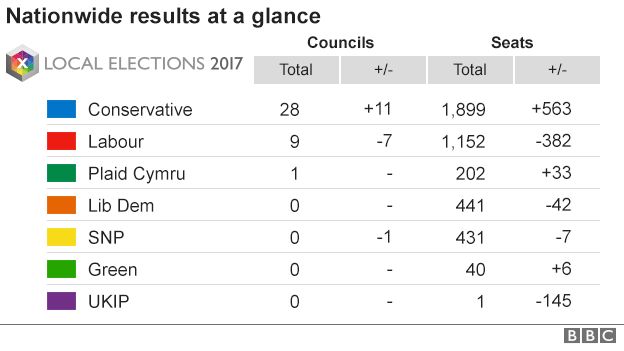 Nationwide results at a glance
Councils Seats
X LOCAL ELECTIONS 2017 Total +/- Total +/-
Conservative 28 +11 1,899 +563
Labour 9 -7 1,152 -382
Plaid Cymru 1 - 202 +33
Lib Dem 0 - 441 -42
SNP 0 -1 431 -7
Green 0 - 40 +6
UKIP 0 - 1 -145
BBC